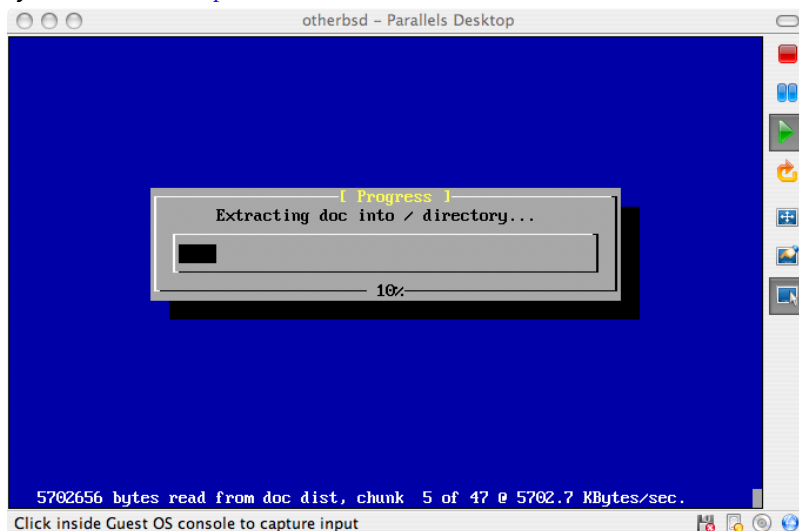 otherbsd – Parallels Desktop
[ Progress ]
Extracting doc into / directory...
10%
5702656 bytes read from doc dist, chunk  5 of 47 @ 5702.7 KBytes/sec.
Click inside Guest OS console to capture input